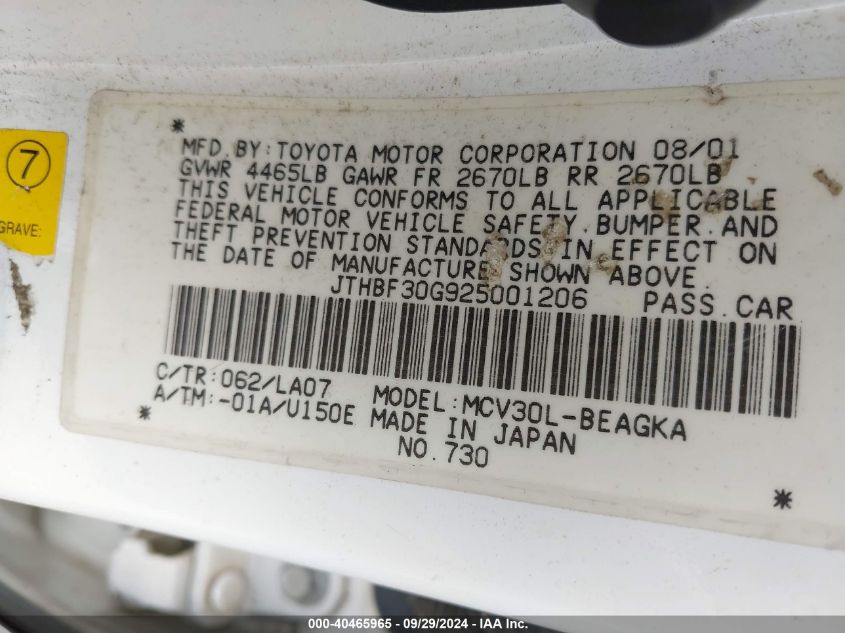 7
GRAVE:
*
MFD.BY:TOYOTA MOTOR CORPORATION 08/01
GVWR 4465LB GAWR FR 2670LB RR 2670LB
THIS VEHICLE CONFORMS TO ALL APPLICABLE
FEDERAL MOTOR VEHICLE SAFETY.BUMPER.AND
THEFT PREVENTION STANDARDS IN EFFECT ON
THE DATE OF MANUFACTURE SHOWN ABOVE.
JTHBF30G925001206 PASS.CAR
C/TR:062/LA07 MODEL:MCV30L-BEAGKA
A/TM:-01A/U150E MADE IN JAPAN
* NO.730 *
000-40465965 - 09/29/2024 - IAA Inc.